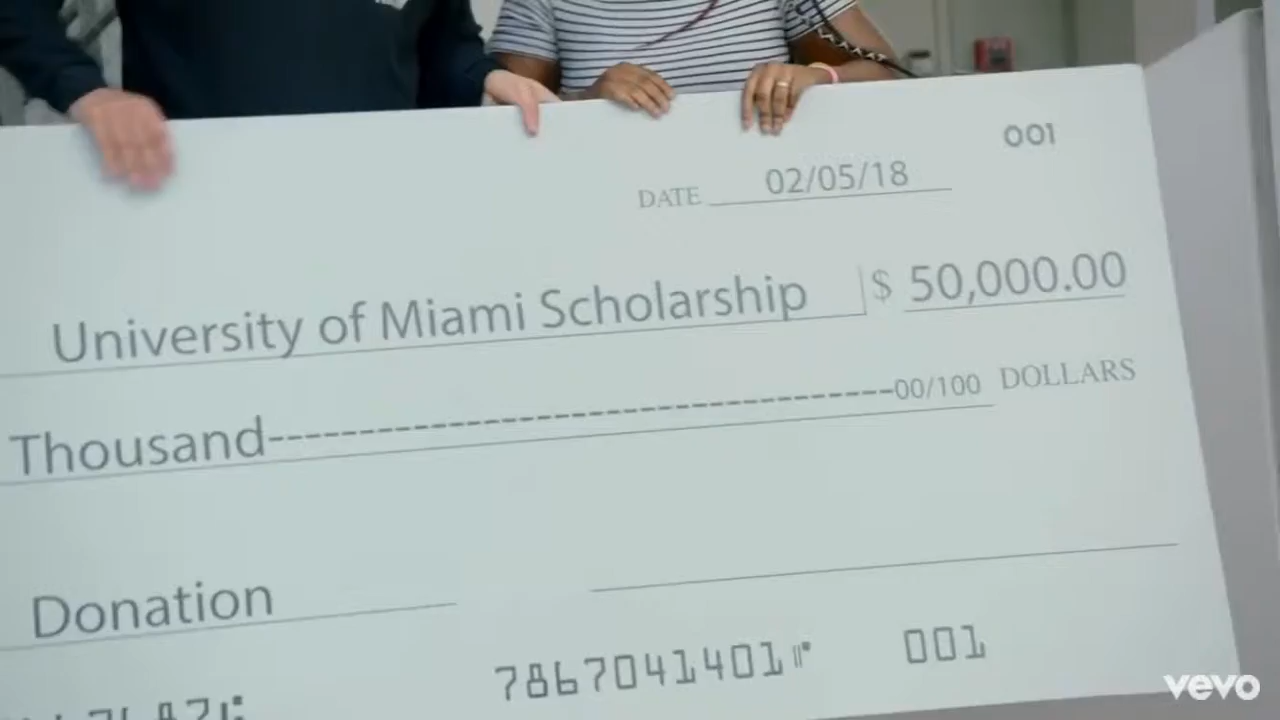 001
DATE 02/05/18
University of Miami Scholarship $ 50,000.00
Thousand-----------------------------------00/100 DOLLARS
Donation
7867041401 001
vevo